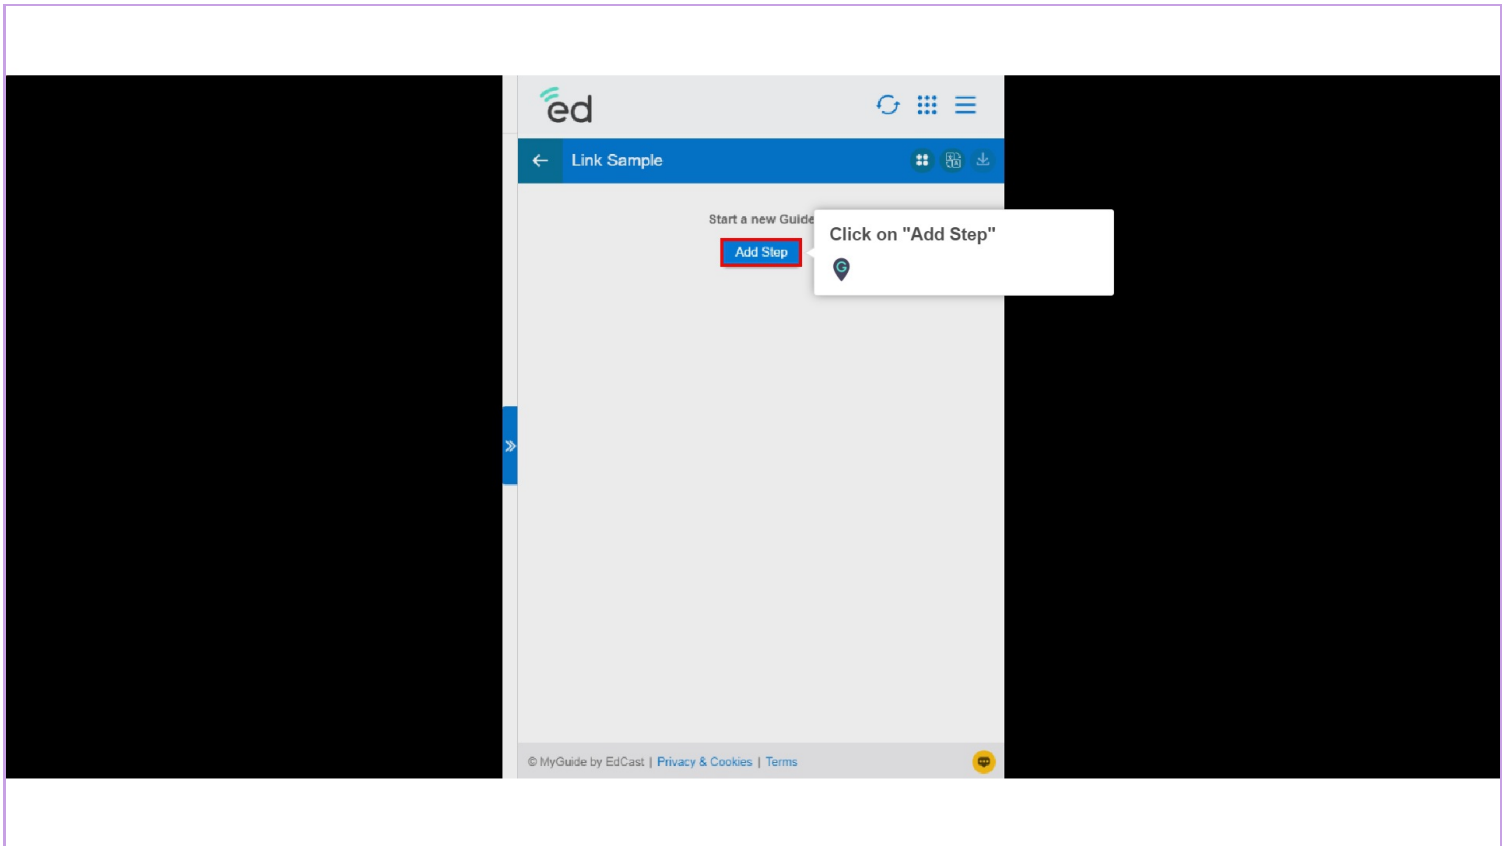 ed
Link Sample
Start a new Guide
Add Step
Click on "Add Step"
G
© MyGuide by EdCast | Privacy & Cookies | Terms